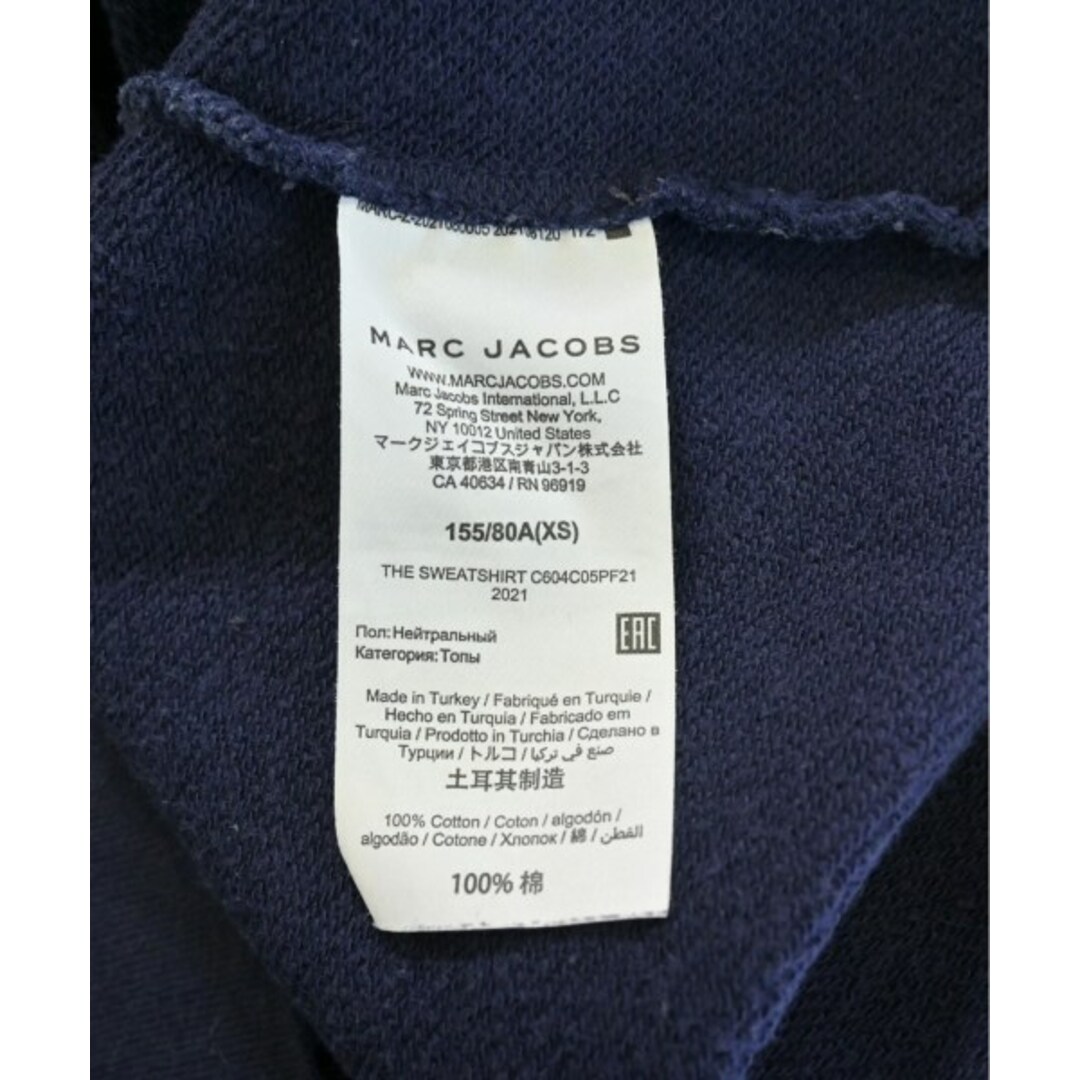 MARC JACOBS
WWW.MARCJACOBS.COM
Marc Jacobs International, L.L.C
72 Spring Street New York,
NY 10012 United States
マークジェイコブスジャパン株式会社
東京都港区南青山3-1-3
CA 40634 / RN 96919
155/80A(XS)
THE SWEATSHIRT C604C05PF21
2021
Пол:Нейтральный
EAC
Категория:Топы
Made in Turkey / Fabriqué en Turquie /
Hecho en Turquia / Fabricado em
Turquia / Prodotto in Turchia / Сделано в
Турции / トルコ / صنع في تركيا
土耳其制造
100% Cotton / Coton / algodón /
algodão / Cotone / Хлопок / 綿 / القطن
100% 棉